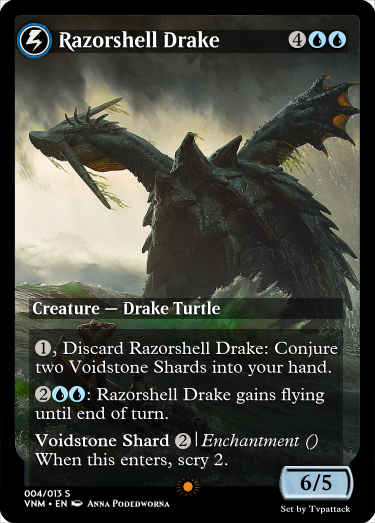 Razorshell Drake 4
Creature — Drake Turtle
1, Discard Razorshell Drake: Conjure
two Voidstone Shards into your hand.
2: Razorshell Drake gains flying
until end of turn.
Voidstone Shard 2 | Enchantment ()
When this enters, scry 2.
6/5
004/013 S
VNM • EN Anna Podedworna
Set by Tvpattack